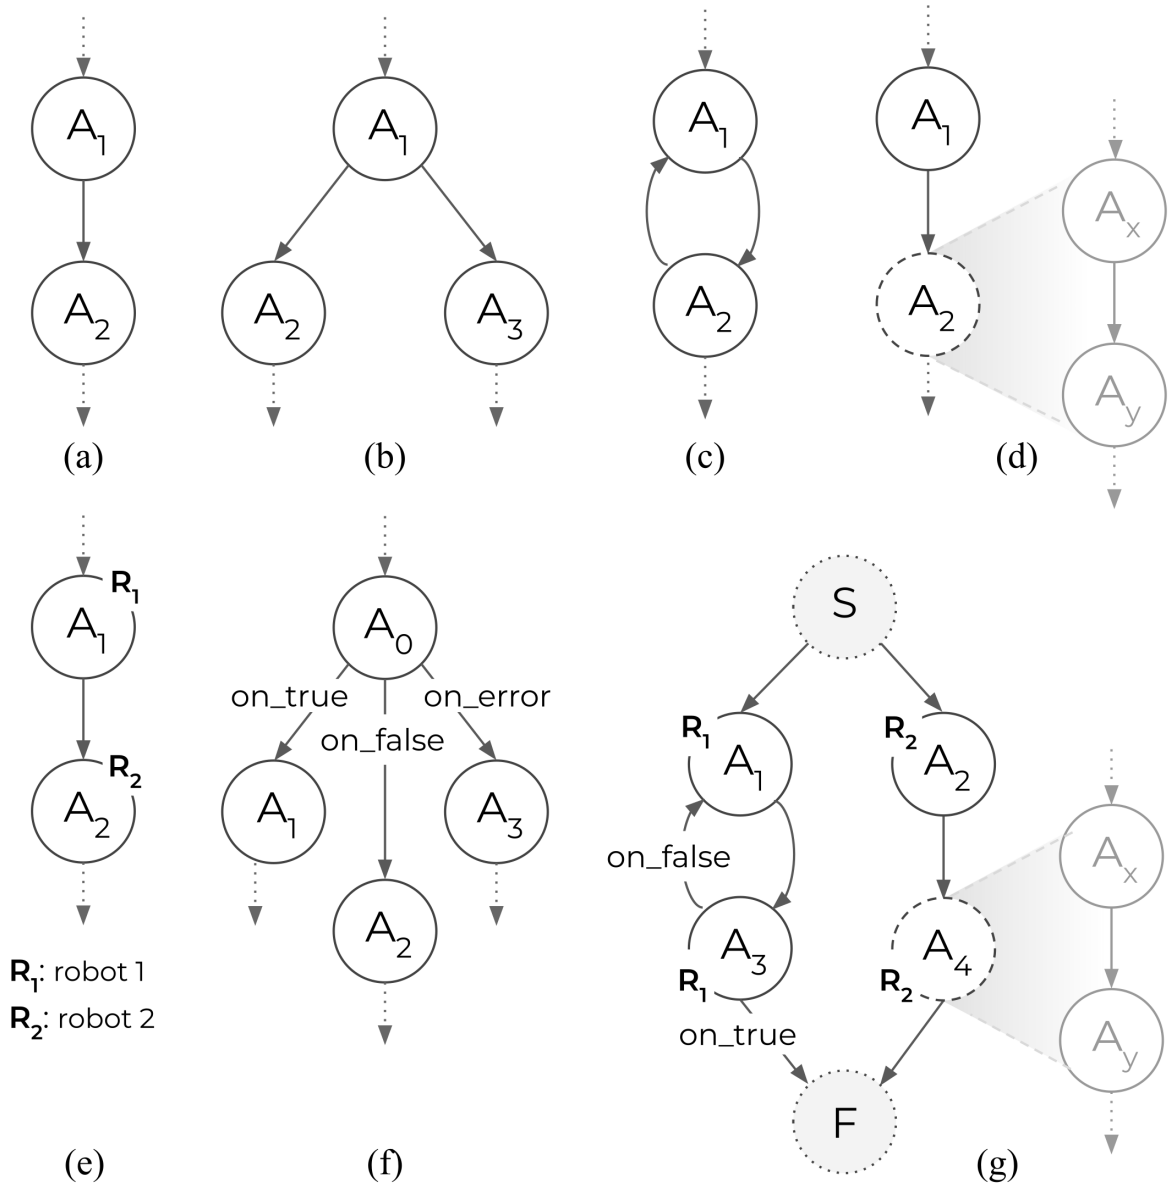 A₁
A₂
(a)
A₁
A₂
A₃
(b)
A₁
A₂
(c)
A₁
A₂
Aₓ
A_y
(d)
R₁
A₁
R₂
A₂
R₁: robot 1
R₂: robot 2
(e)
A₀
on_true
on_error
on_false
A₁
A₃
A₂
(f)
S
R₁
A₁
R₂
A₂
on_false
A₃
R₁
A₄
R₂
on_true
F
Aₓ
A_y
(g)